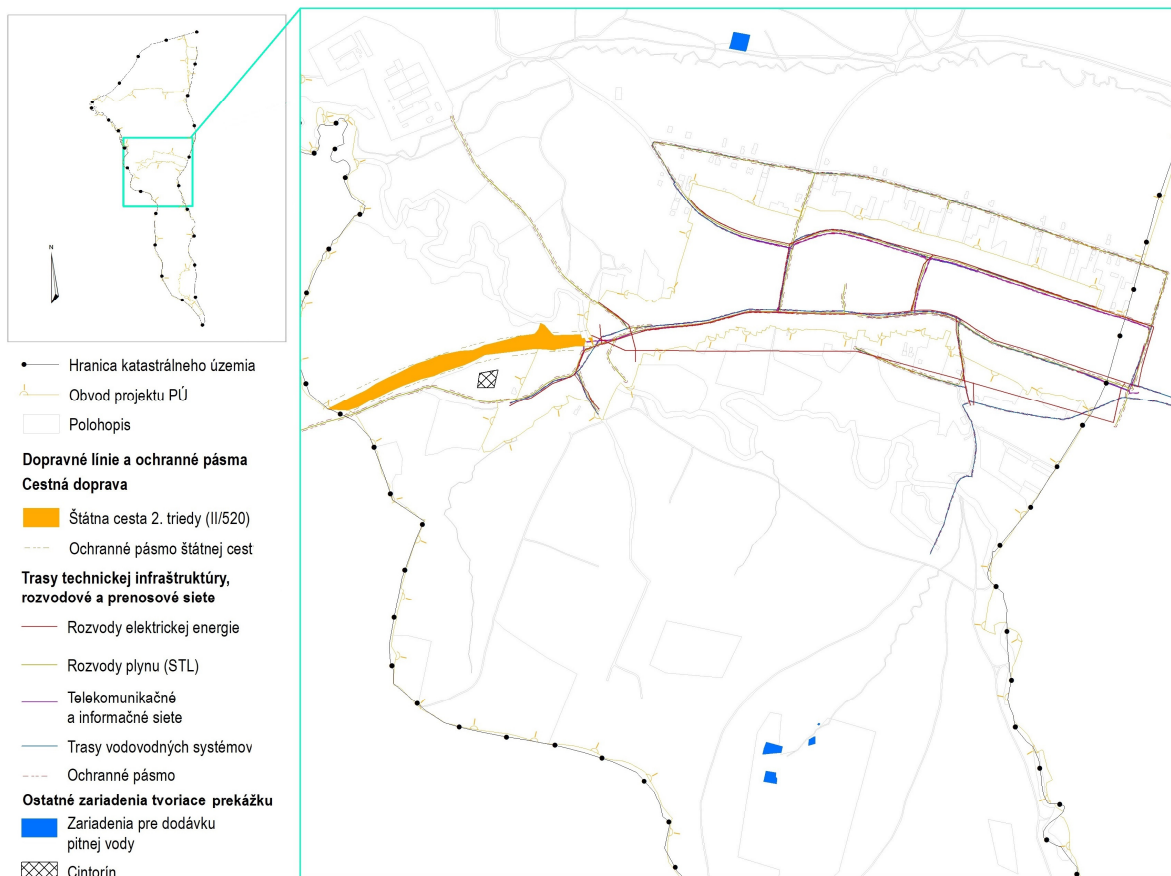 N
Hranica katastrálneho územia
Obvod projektu PÚ
Polohopis
Dopravné línie a ochranné pásma
Cestná doprava
Štátna cesta 2. triedy (II/520)
Ochranné pásmo štátnej cest
Trasy technickej infraštruktúry,
rozvodové a prenosové siete
Rozvody elektrickej energie
Rozvody plynu (STL)
Telekomunikačné
a informačné siete
Trasy vodovodných systémov
Ochranné pásmo
Ostatné zariadenia tvoriace prekážku
Zariadenia pre dodávku
pitnej vody
Cintorín